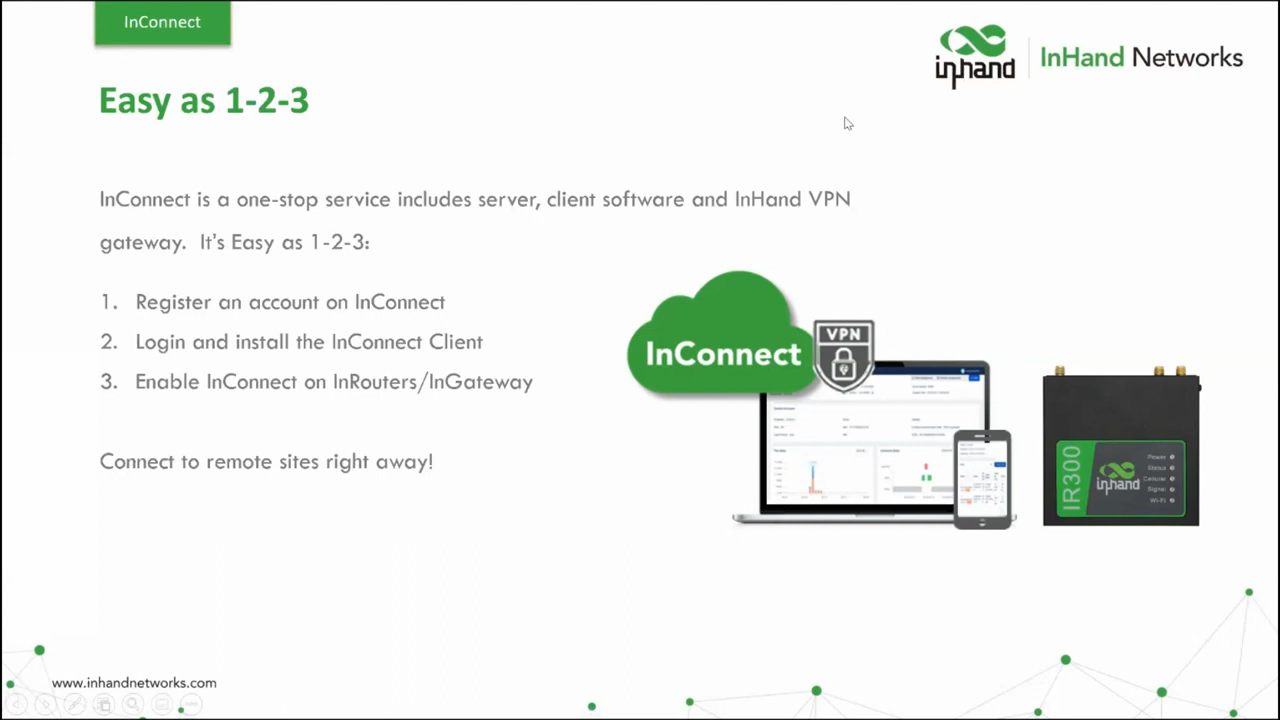 InConnect
inhand
InHand Networks
Easy as 1-2-3
InConnect is a one-stop service includes server, client software and InHand VPN
gateway. It's Easy as 1-2-3:
1. Register an account on InConnect
2. Login and install the InConnect Client
3. Enable InConnect on InRouters/InGateway
Connect to remote sites right away!
InConnect
VPN
IR300
inhand
Power
Status
Cellular
Signal
Wi-Fi
www.inhandnetworks.com